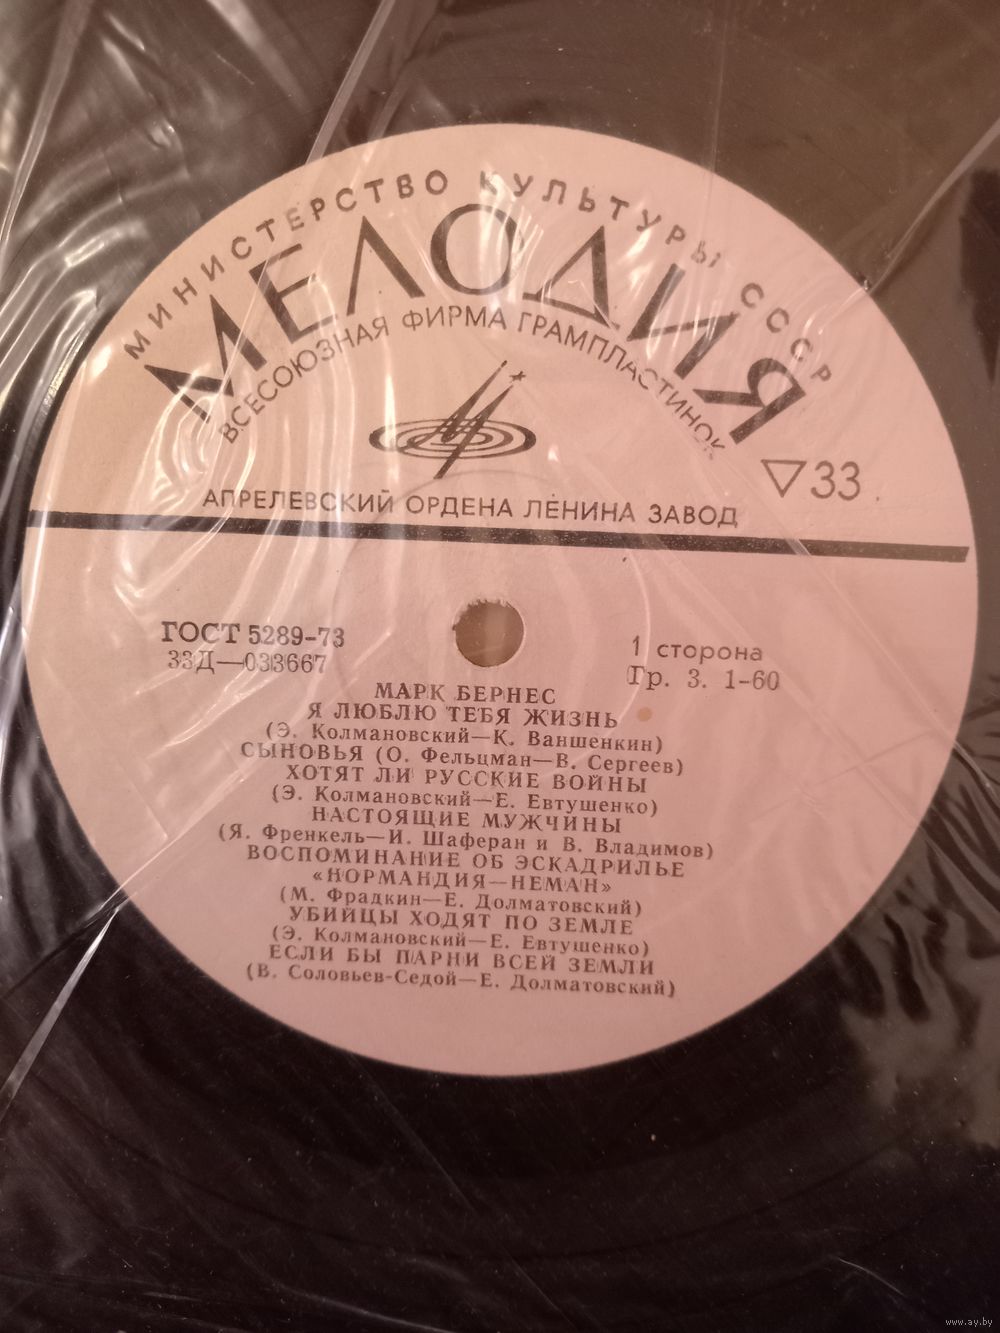 МИНИСТЕРСТВО КУЛЬТУРЫ СССР
МЕЛОДИЯ
ВСЕСОЮЗНАЯ ФИРМА ГРАМПЛАСТИНОК
▽33
АПРЕЛЕВСКИЙ ОРДЕНА ЛЕНИНА ЗАВОД
ГОСТ 5289-73
33Д—033667
1 сторона
Гр. 3. 1-60
МАРК БЕРНЕС
Я ЛЮБЛЮ ТЕБЯ ЖИЗНЬ
(Э. Колмановский—К. Ваншенкин)
СЫНОВЬЯ (О. Фельцман—В. Сергеев)
ХОТЯТ ЛИ РУССКИЕ ВОЙНЫ
(Э. Колмановский—Е. Евтушенко)
НАСТОЯЩИЕ МУЖЧИНЫ
(Я. Френкель—И. Шаферан и В. Владимов)
ВОСПОМИНАНИЕ ОБ ЭСКАДРИЛЬЕ
«НОРМАНДИЯ—НЕМАН»
(М. Фрадкин—Е. Долматовский)
УБИЙЦЫ ХОДЯТ ПО ЗЕМЛЕ
(Э. Колмановский—Е. Евтушенко)
ЕСЛИ БЫ ПАРНИ ВСЕЙ ЗЕМЛИ
(В. Соловьев-Седой—Е. Долматовский)
www.ay.by